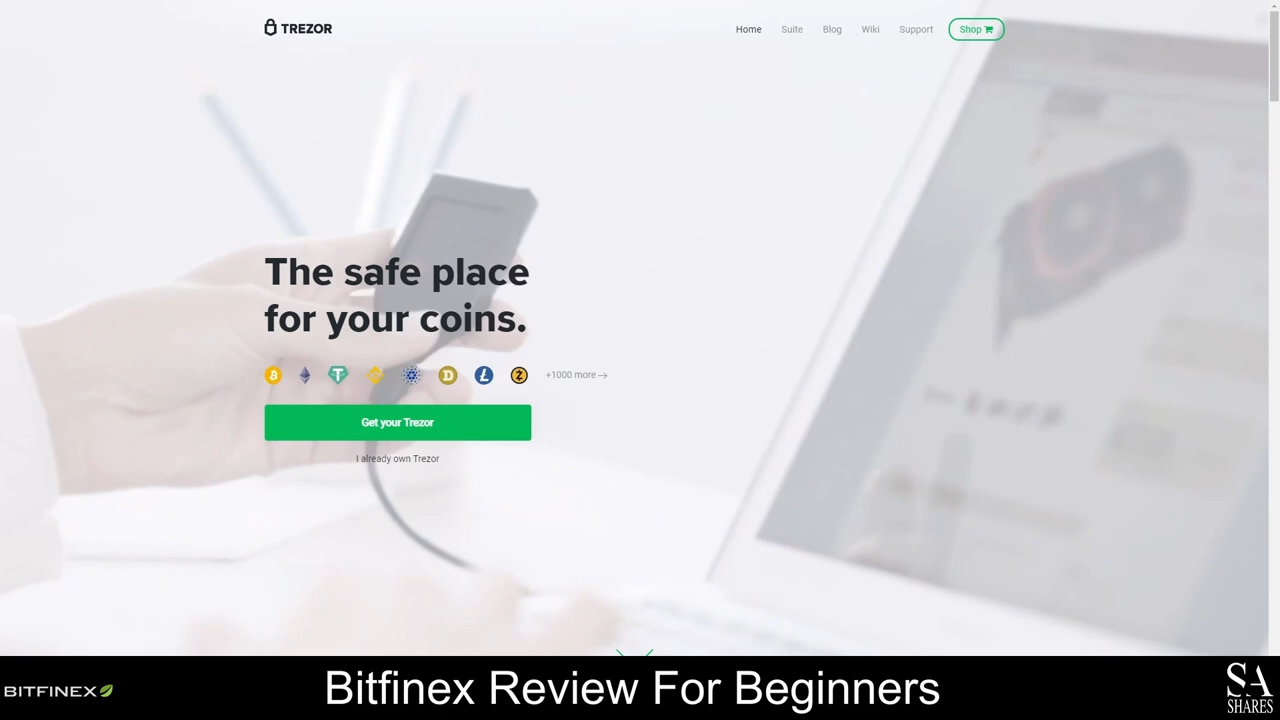 TREZOR
Home Suite Blog Wiki Support Shop
The safe place
for your coins.
+1000 more
Get your Trezor
I already own Trezor
BITFINEX
Bitfinex Review For Beginners
SA
SHARES